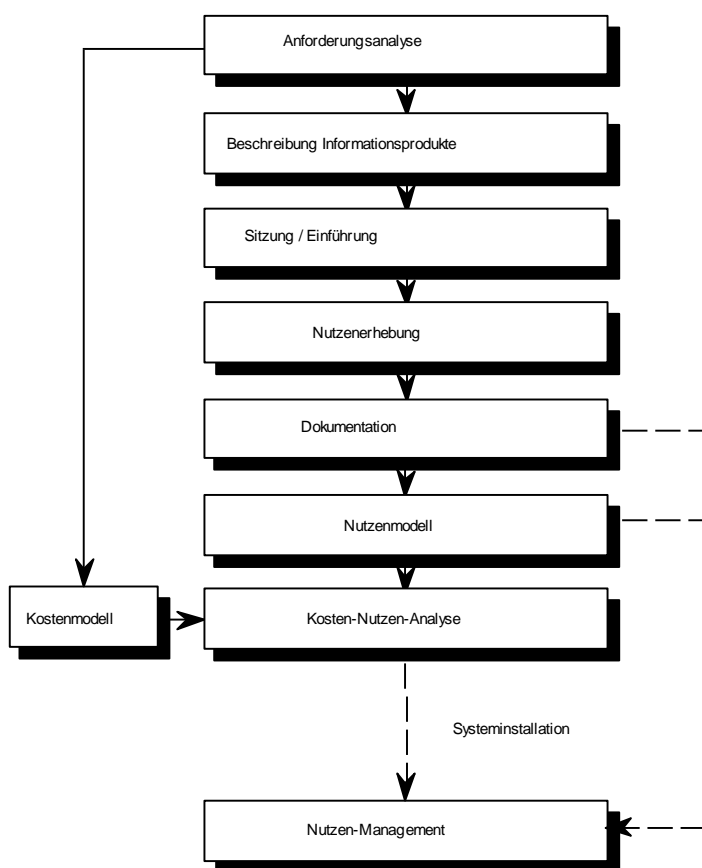 Anforderungsanalyse
Beschreibung Informationsprodukte
Sitzung / Einführung
Nutzenerhebung
Dokumentation
Nutzenmodell
Kostenmodell
Kosten-Nutzen-Analyse
Systeminstallation
Nutzen-Management